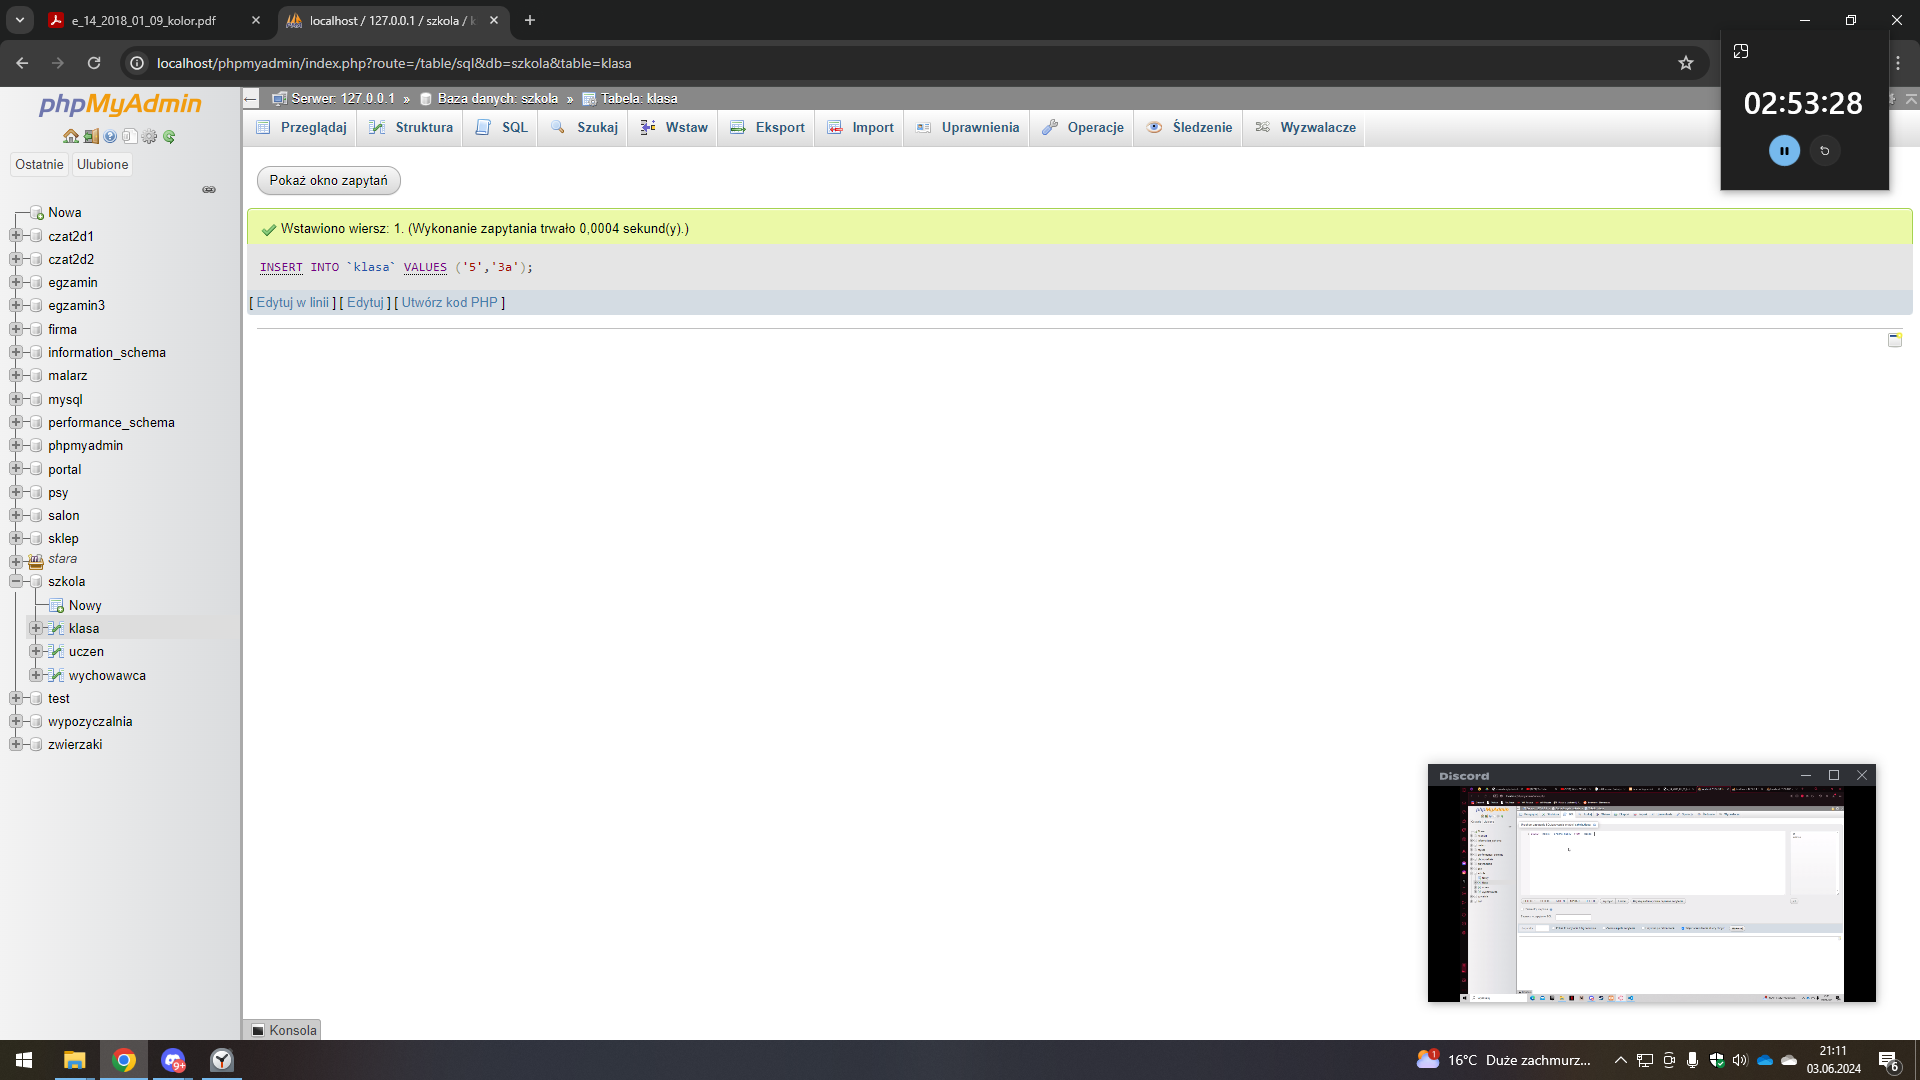 e_14_2018_01_09_kolor.pdf
localhost / 127.0.0.1 / szkola / k
localhost/phpmyadmin/index.php?route=/table/sql&db=szkola&table=klasa
02:53:28
phpMyAdmin
Ostatnie
Ulubione
Nowa
czat2d1
czat2d2
egzamin
egzamin3
firma
information_schema
malarz
mysql
performance_schema
phpmyadmin
portal
psy
salon
sklep
stara
szkola
Nowy
klasa
uczen
wychowawca
test
wypozyczalnia
zwierzaki
Serwer: 127.0.0.1 » Baza danych: szkola » Tabela: klasa
Przeglądaj Struktura SQL Szukaj Wstaw Eksport Import Uprawnienia Operacje Śledzenie Wyzwalacze
Pokaż okno zapytań
Wstawiono wiersz: 1. (Wykonanie zapytania trwało 0,0004 sekund(y).)
INSERT INTO `klasa` VALUES ('5','3a');
[ Edytuj w linii ] [ Edytuj ] [ Utwórz kod PHP ]
Discord
phpMyAdmin
Konsola
9+
1
16°C Duże zachmurz...
21:11
03.06.2024
6